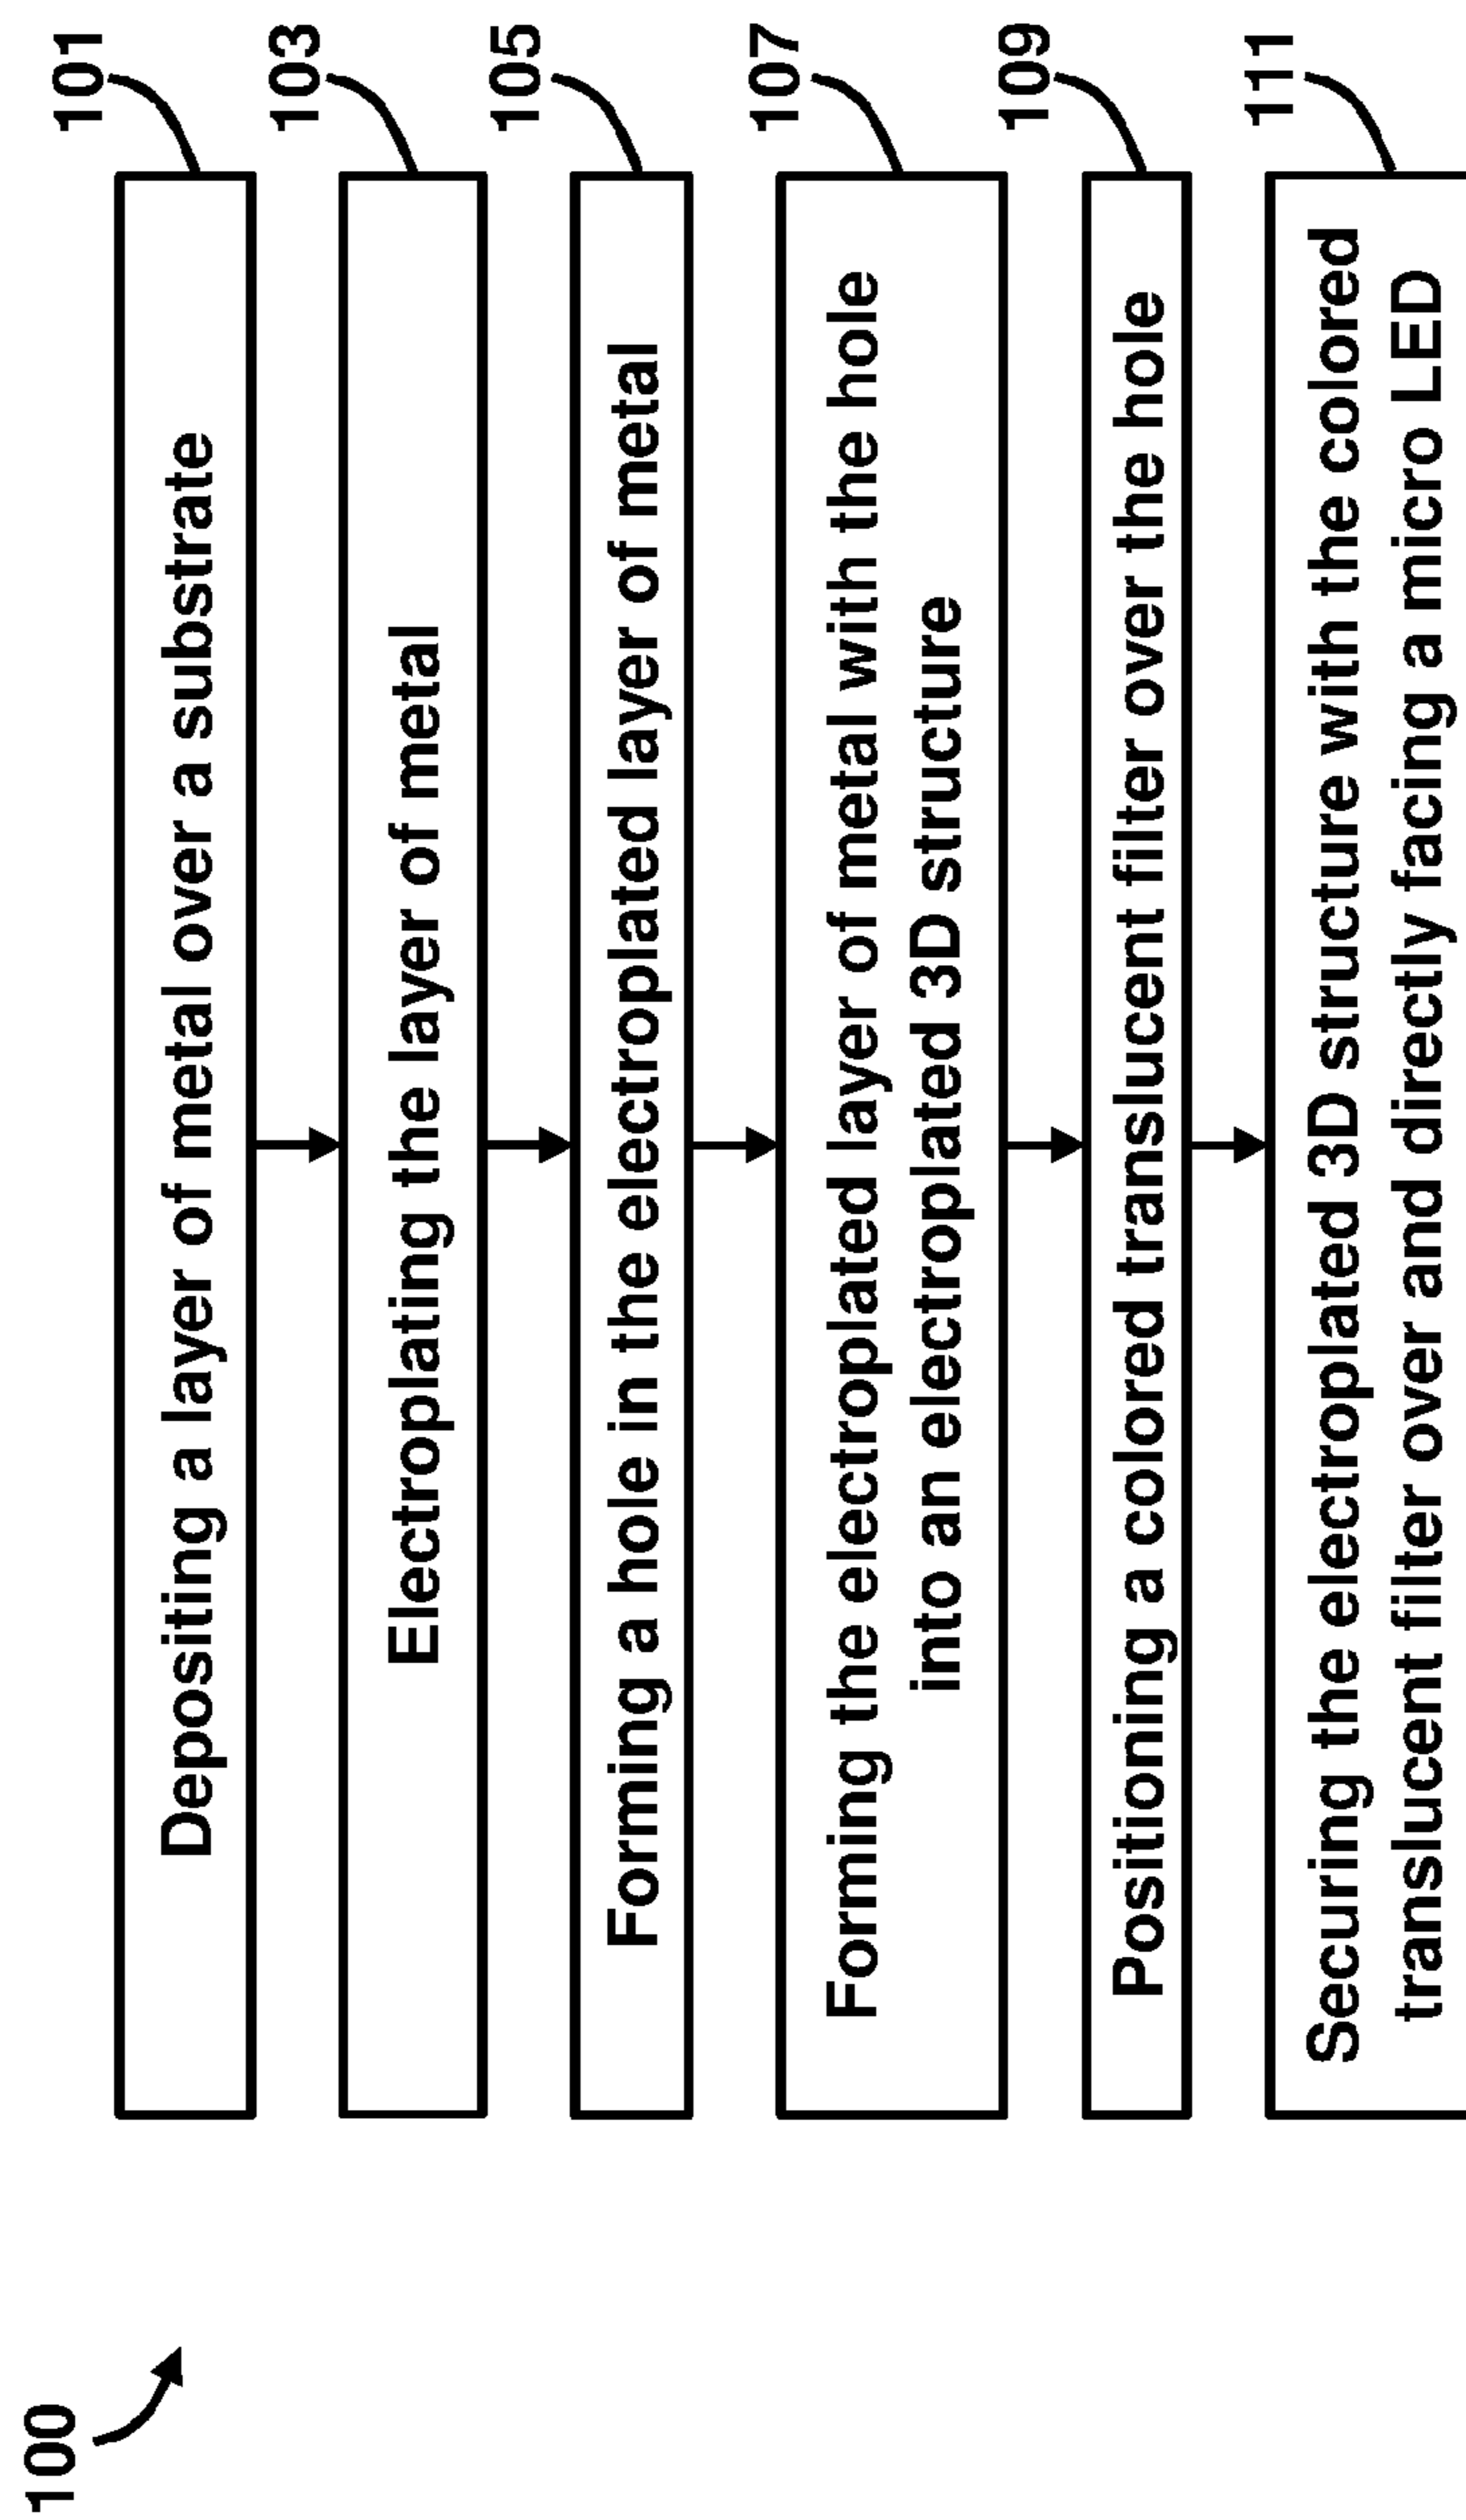 100
101
Depositing a layer of metal over a substrate
103
Electroplating the layer of metal
105
Forming a hole in the electroplated layer of metal
107
Forming the electroplated layer of metal with the hole
into an electroplated 3D structure
109
Positioning a colored translucent filter over the hole
111
Securing the electroplated 3D structure with the colored
translucent filter over and directly facing a micro LED